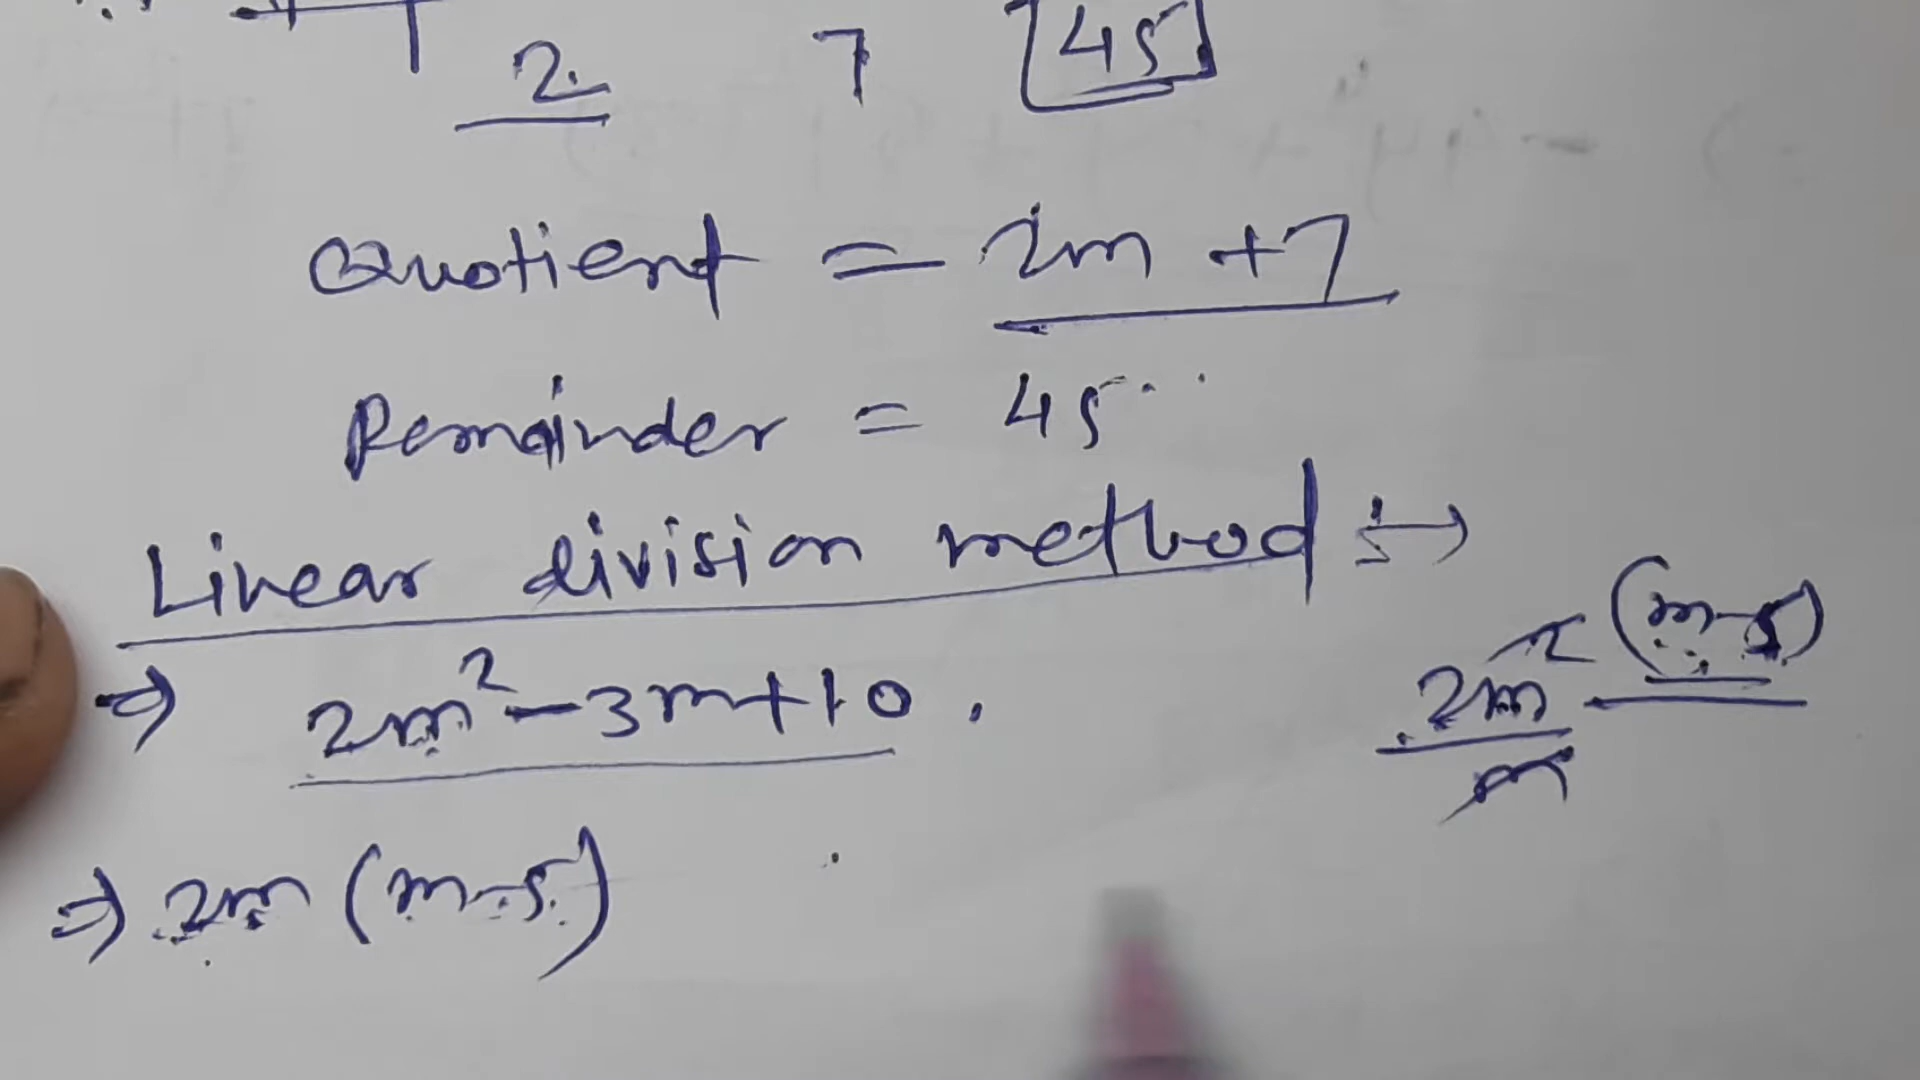 2 7 45
Quotient = 2m +7
Remainder = 45
Linear division method :→
(m-5)
⇒ 2m²-3m+10.
2m²
m
⇒ 2m (m-5)